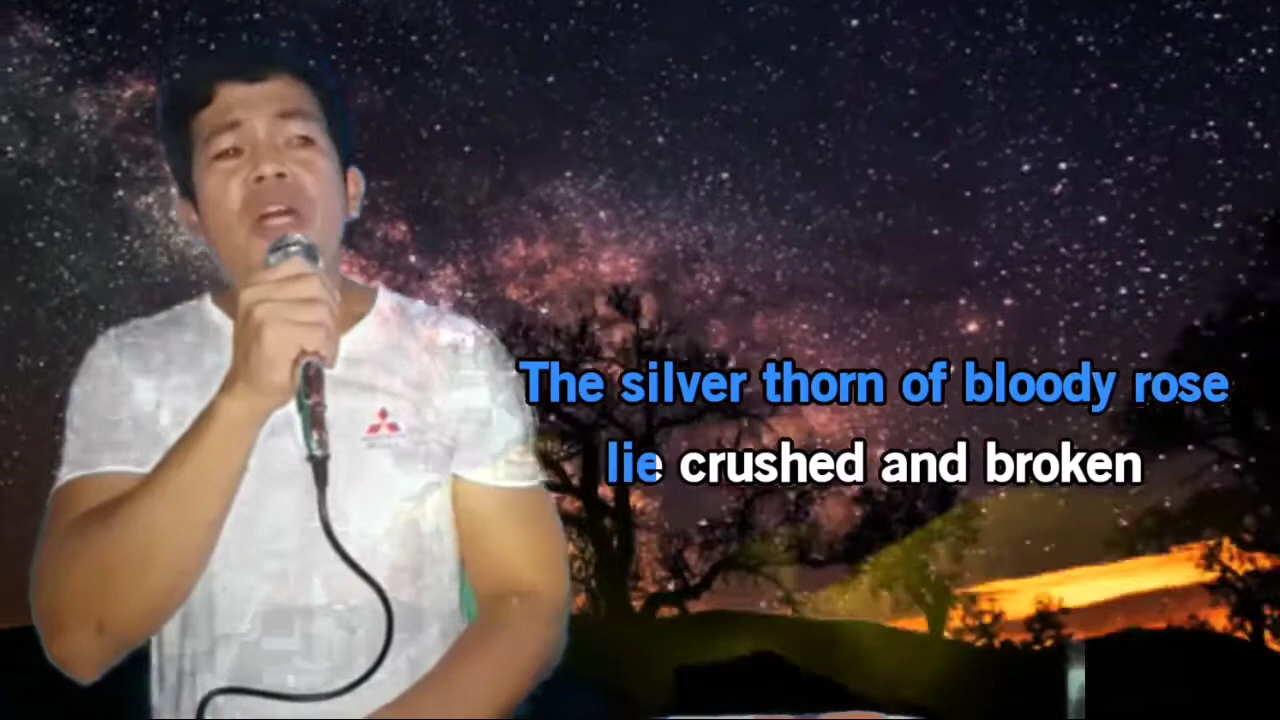 The silver thorn of bloody rose
lie crushed and broken